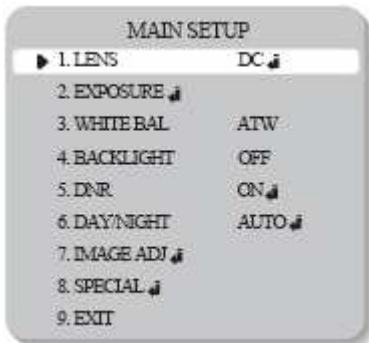 MAIN SETUP
1. LENS DC
2. EXPOSURE
3. WHITE BAL ATW
4. BACKLIGHT OFF
5. DNR ON
6. DAY/NIGHT AUTO
7. IMAGE ADJ
8. SPECIAL
9. EXIT